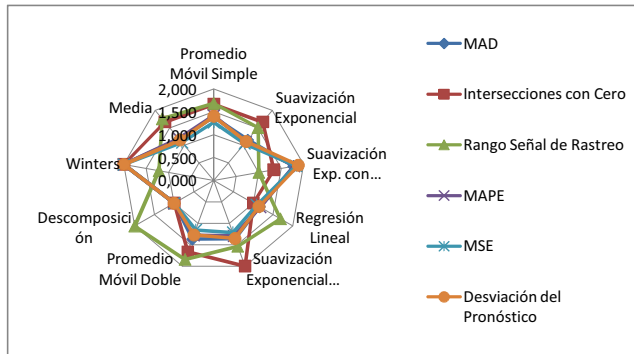 Promedio
Móvil Simple
Suavización
Exponencial
Suavización
Exp. con...
Regresión
Lineal
Suavización
Exponencial...
Promedio
Móvil Doble
Descomposici
ón
Winters
Media
2,000
1,500
1,000
0,500
0,000
MAD
Intersecciones con Cero
Rango Señal de Rastreo
MAPE
MSE
Desviación del
Pronóstico